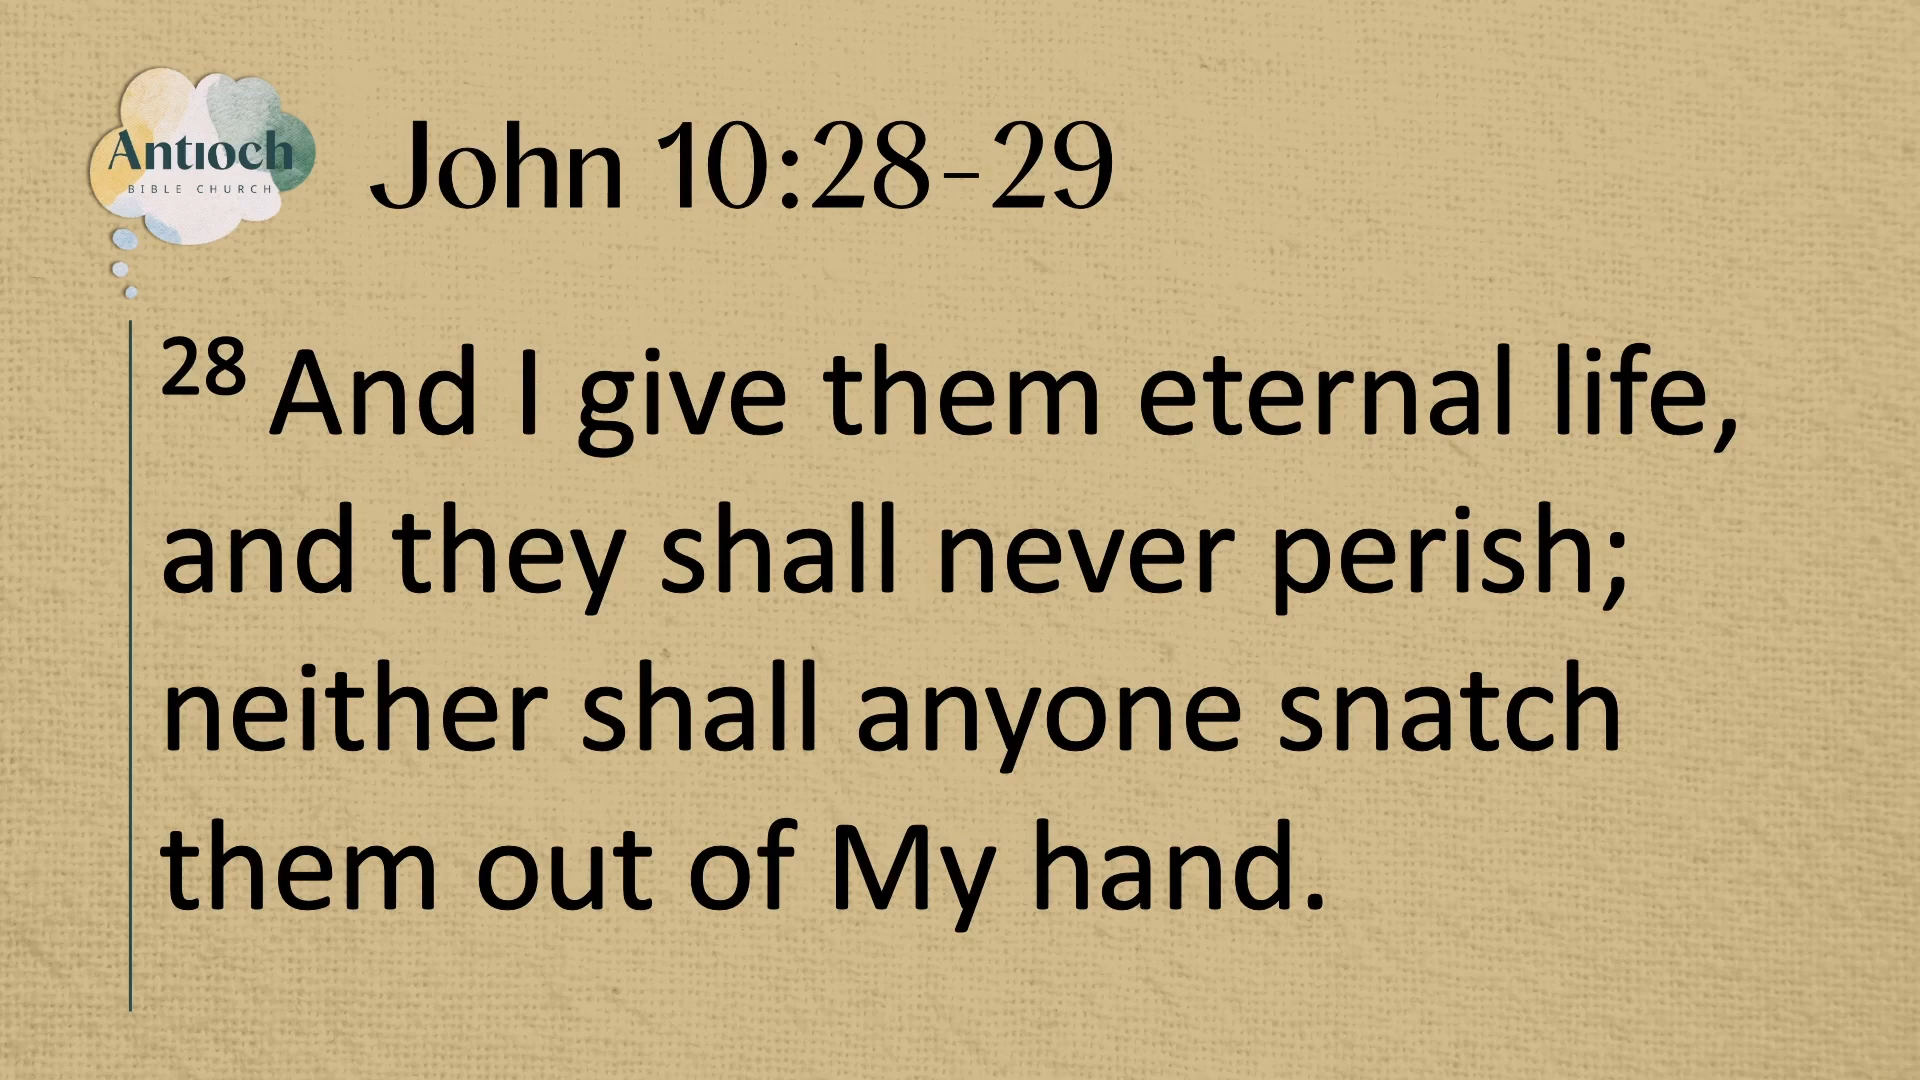 Antioch
BIBLE CHURCH
John 10:28-29
28 And I give them eternal life,
and they shall never perish;
neither shall anyone snatch
them out of My hand.